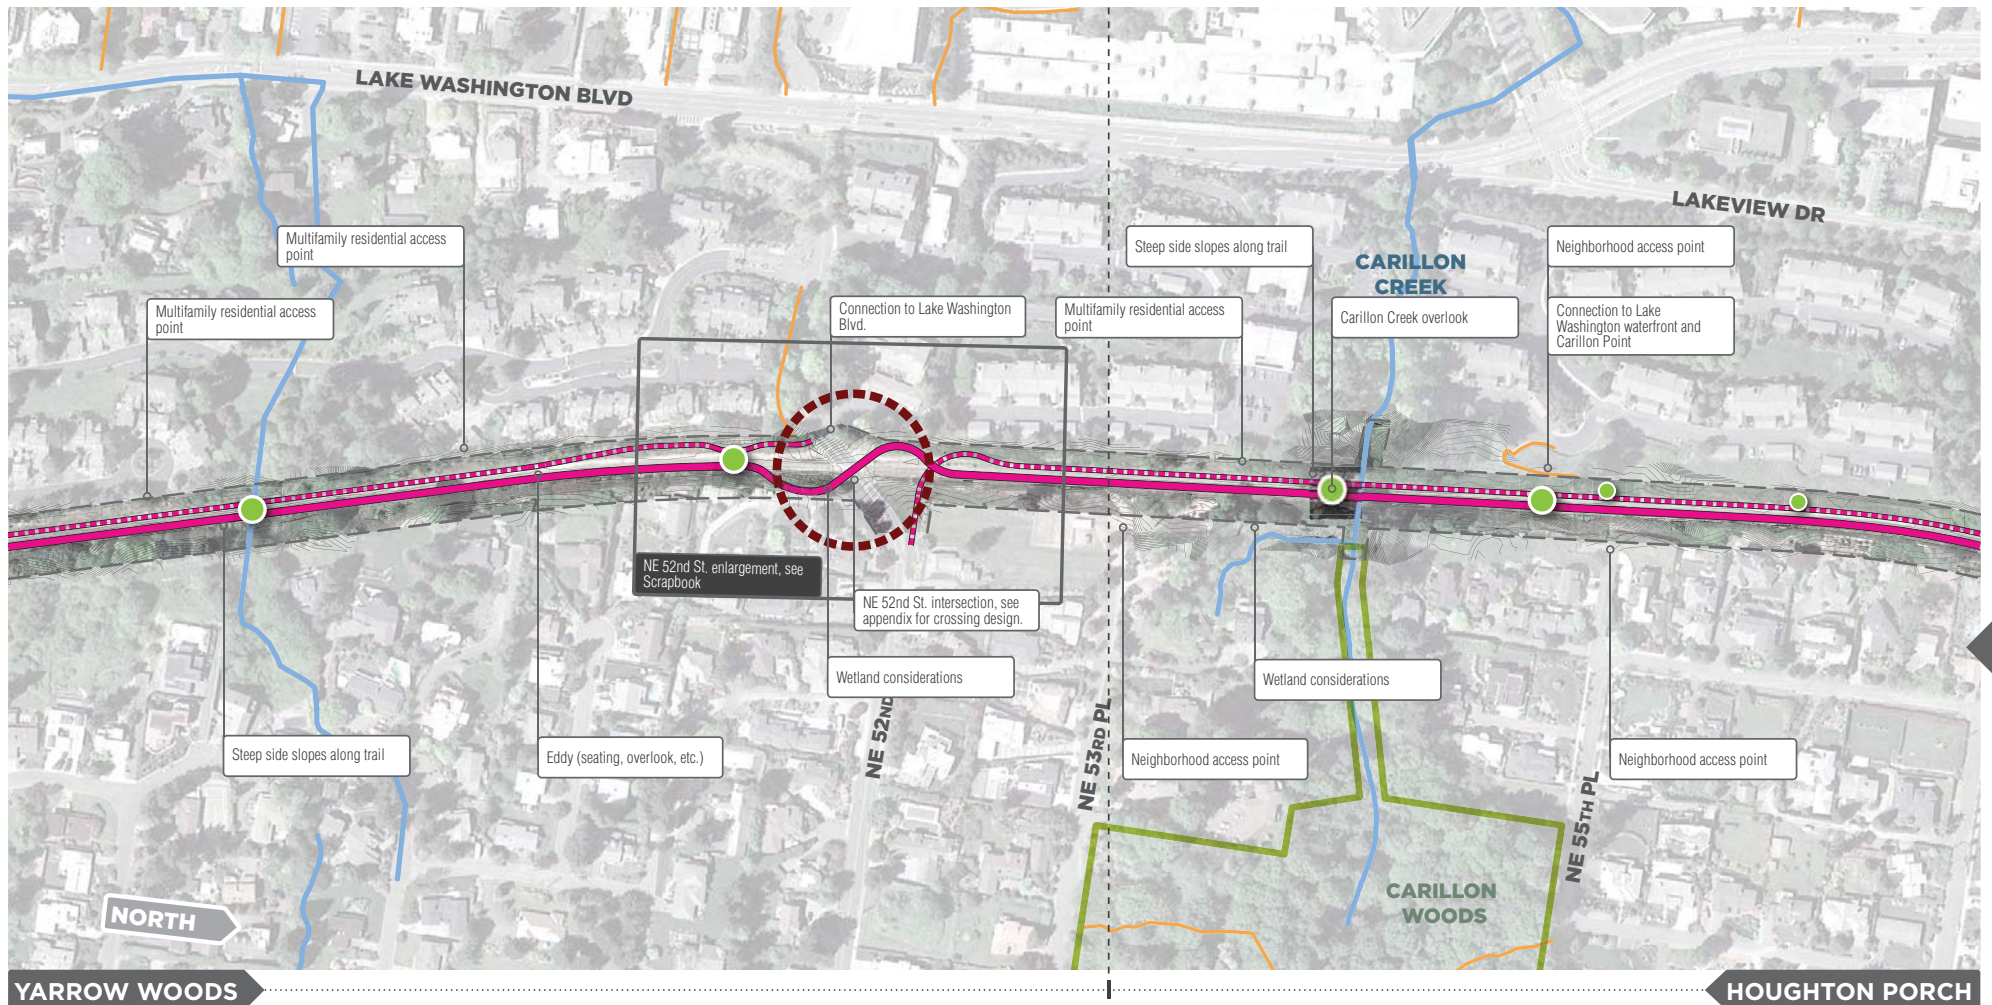 LAKE WASHINGTON BLVD
LAKEVIEW DR
Multifamily residential access
point
Steep side slopes along trail
CARILLON
CREEK
Neighborhood access point
Multifamily residential access
point
Connection to Lake Washington
Blvd.
Multifamily residential access
point
Carillon Creek overlook
Connection to Lake
Washington waterfront and
Carillon Point
NE 52nd St. enlargement, see
Scrapbook
NE 52nd St. intersection, see
appendix for crossing design.
Wetland considerations
Wetland considerations
Steep side slopes along trail
Eddy (seating, overlook, etc.)
NE 52ND
NE 53RD PL
Neighborhood access point
Neighborhood access point
NE 55TH PL
CARILLON
WOODS
NORTH
YARROW WOODS
HOUGHTON PORCH